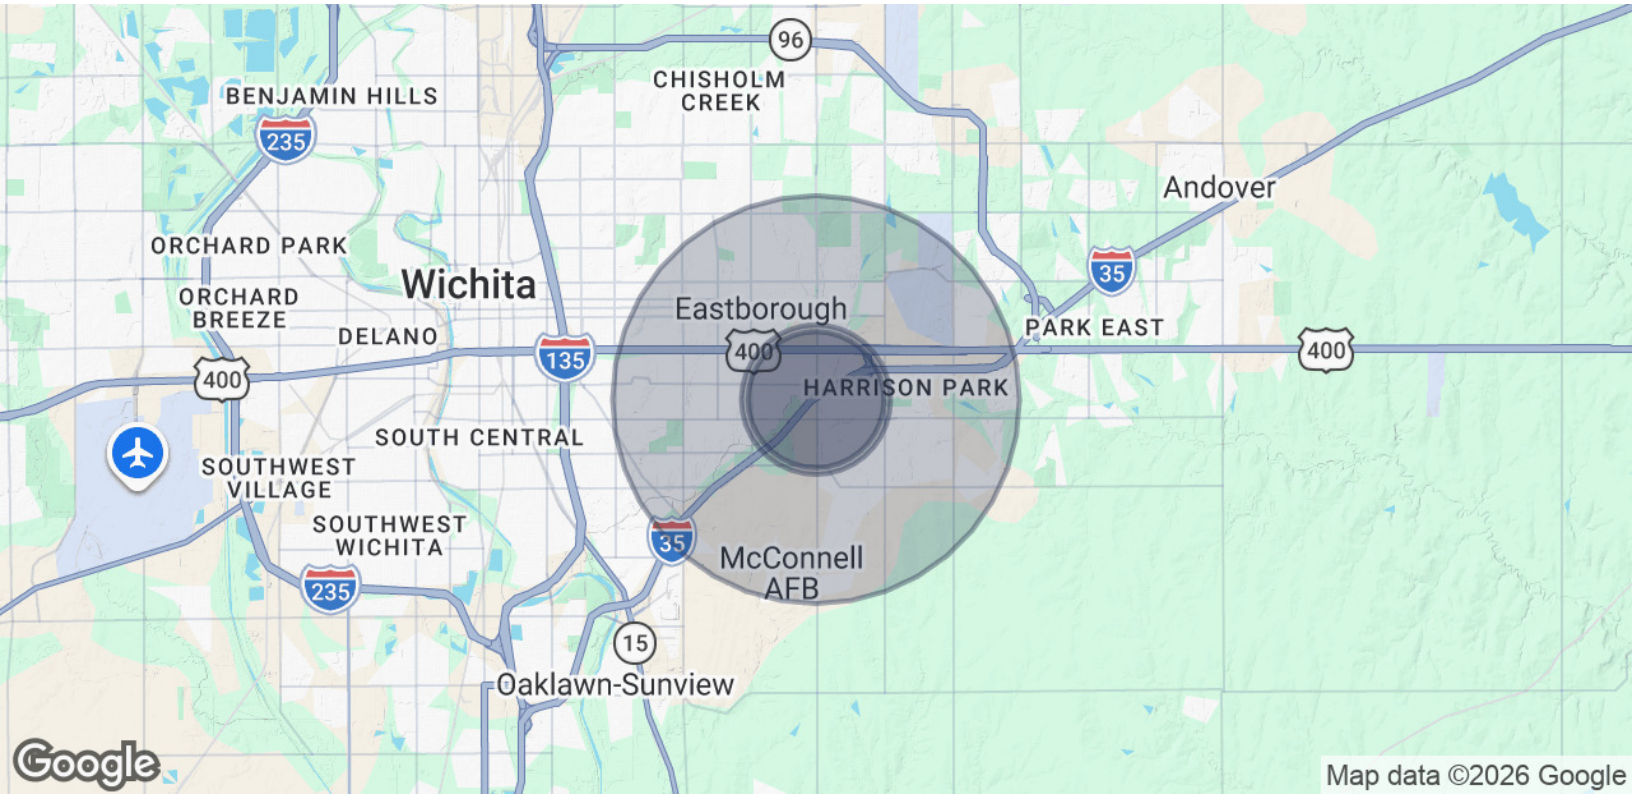 96
CHISHOLM
CREEK
BENJAMIN HILLS
235
Andover
ORCHARD PARK
35
Wichita
ORCHARD
BREEZE
Eastborough
DELANO
PARK EAST
135
400
400
400
HARRISON PARK
SOUTH CENTRAL
SOUTHWEST
VILLAGE
SOUTHWEST
WICHITA
35
McConnell
AFB
235
15
Oaklawn-Sunview
Google
Map data ©2026 Google